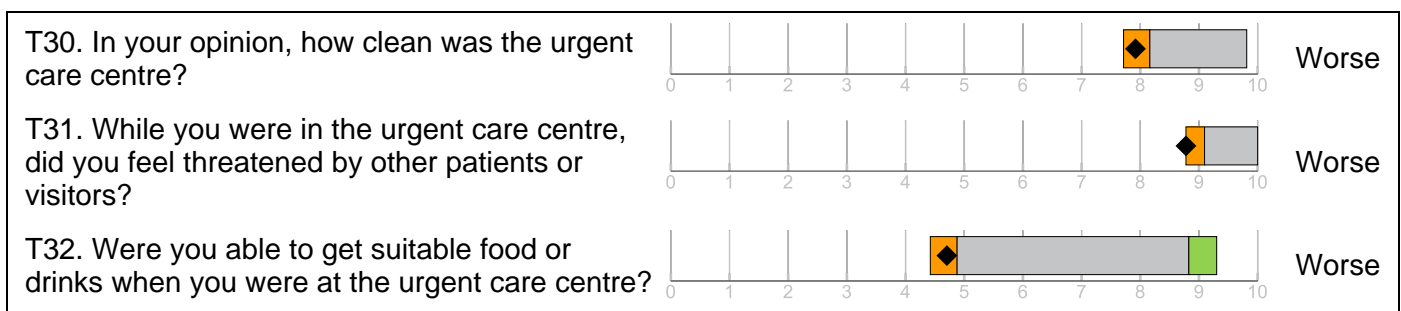 T30. In your opinion, how clean was the urgent
care centre?
0 1 2 3 4 5 6 7 8 9 10
Worse
T31. While you were in the urgent care centre,
did you feel threatened by other patients or
visitors?
0 1 2 3 4 5 6 7 8 9 10
Worse
T32. Were you able to get suitable food or
drinks when you were at the urgent care centre?
0 1 2 3 4 5 6 7 8 9 10
Worse